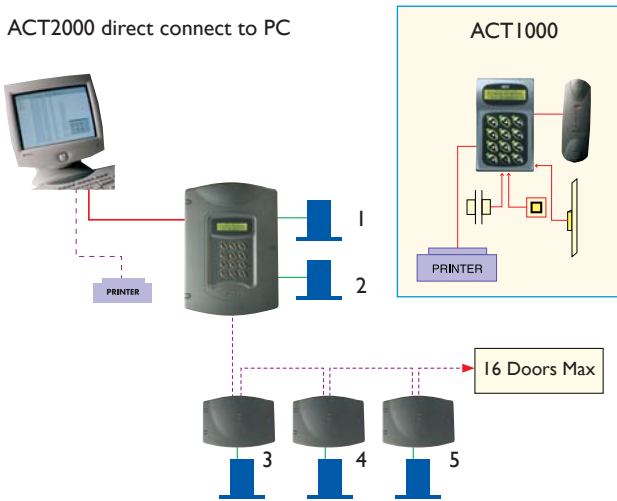 ACT2000 direct connect to PC
ACT1000
1
2
PRINTER
PRINTER
16 Doors Max
3
4
5